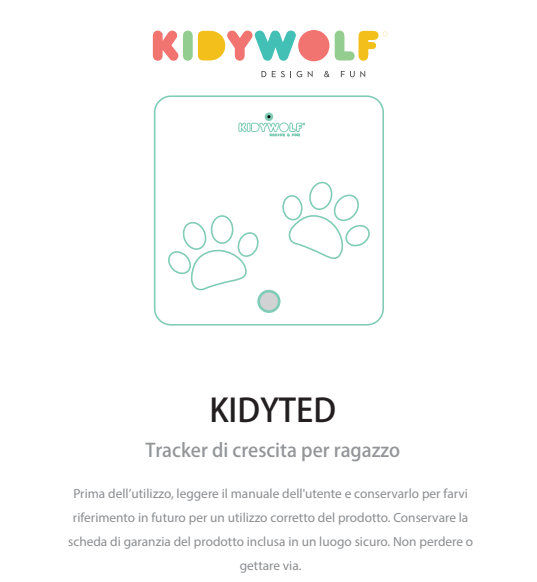 KIDYWOLF
DESIGN & FUN
KIDYWOLF
DESIGN & FUN
KIDYTED
Tracker di crescita per ragazzo
Prima dell'utilizzo, leggere il manuale dell'utente e conservarlo per farvi
riferimento in futuro per un utilizzo corretto del prodotto. Conservare la
scheda di garanzia del prodotto inclusa in un luogo sicuro. Non perdere o
gettare via.